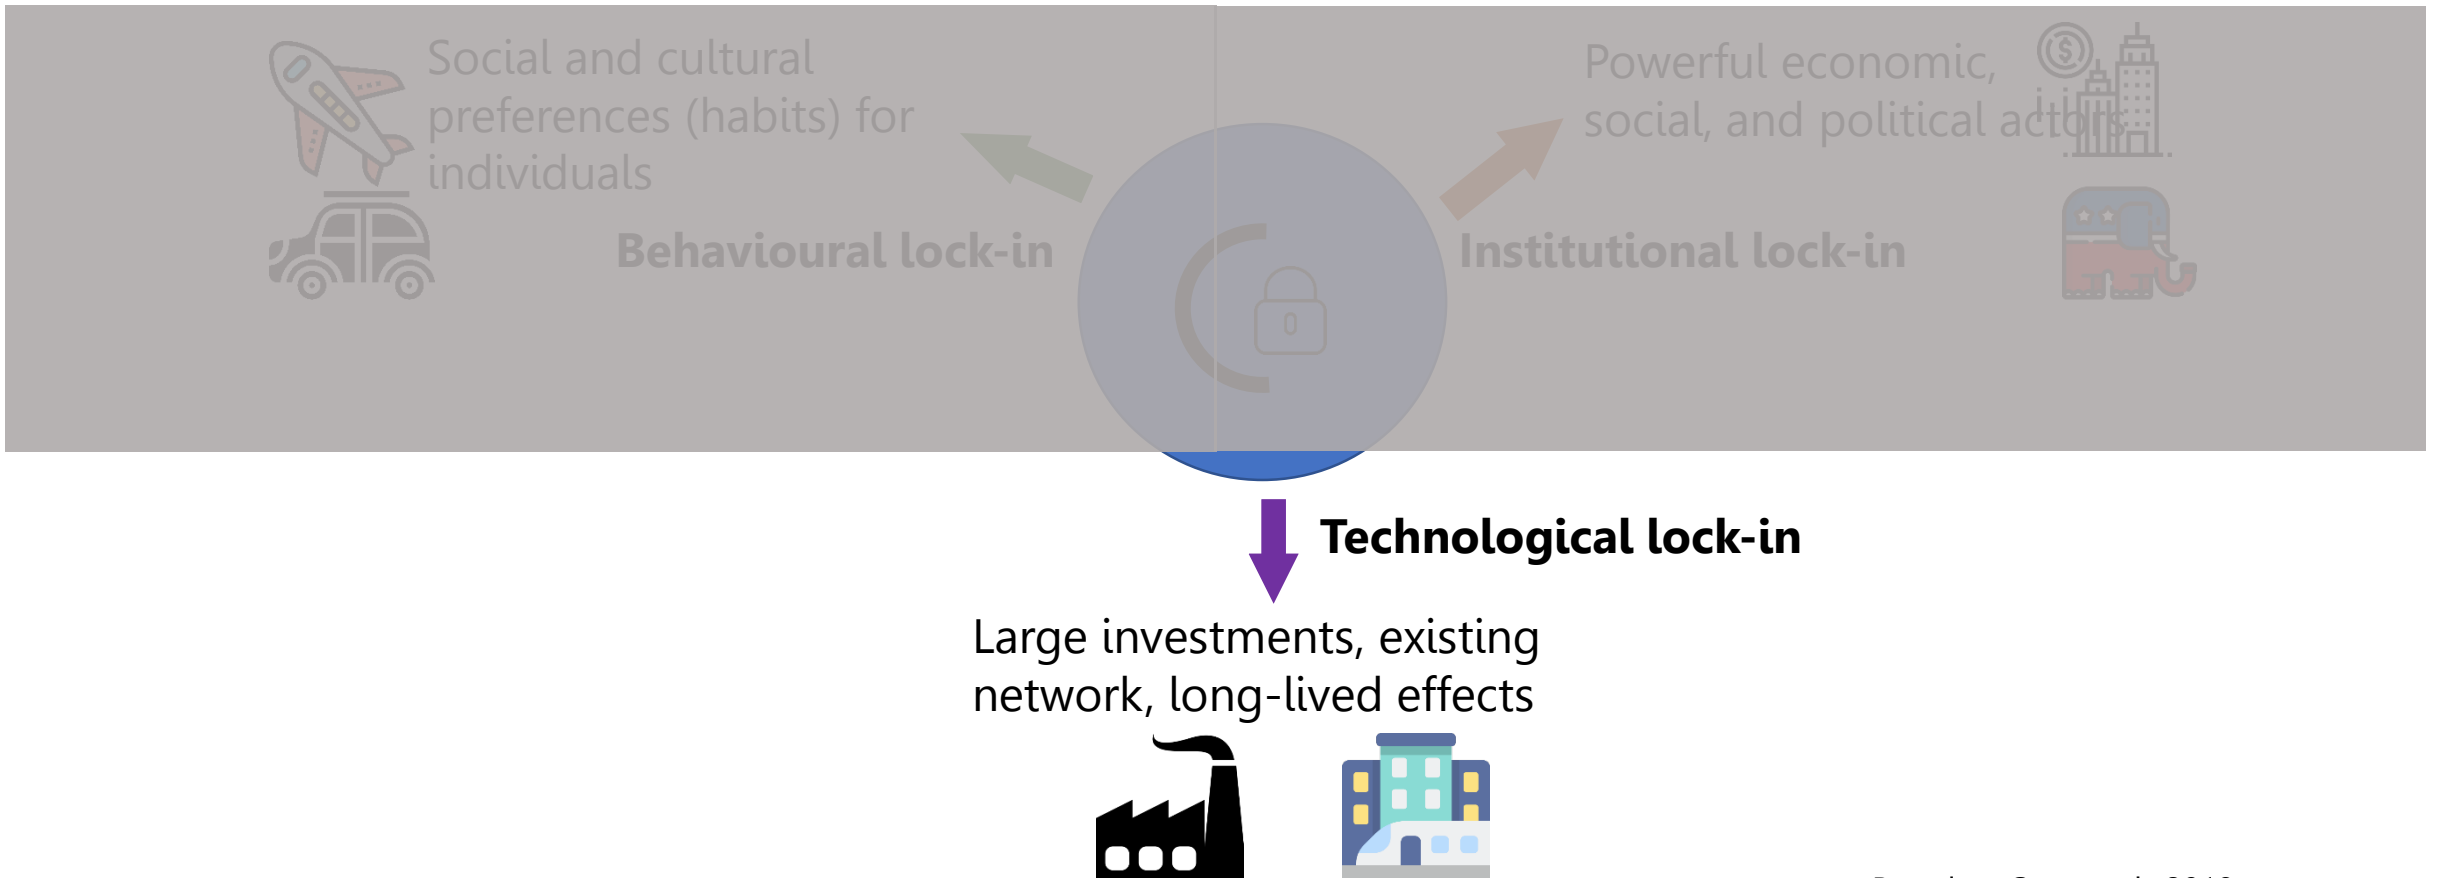 Social and cultural
preferences (habits) for
individuals
Behavioural lock-in
Powerful economic,
social, and political actors
Institutional lock-in
Technological lock-in
Large investments, existing
network, long-lived effects